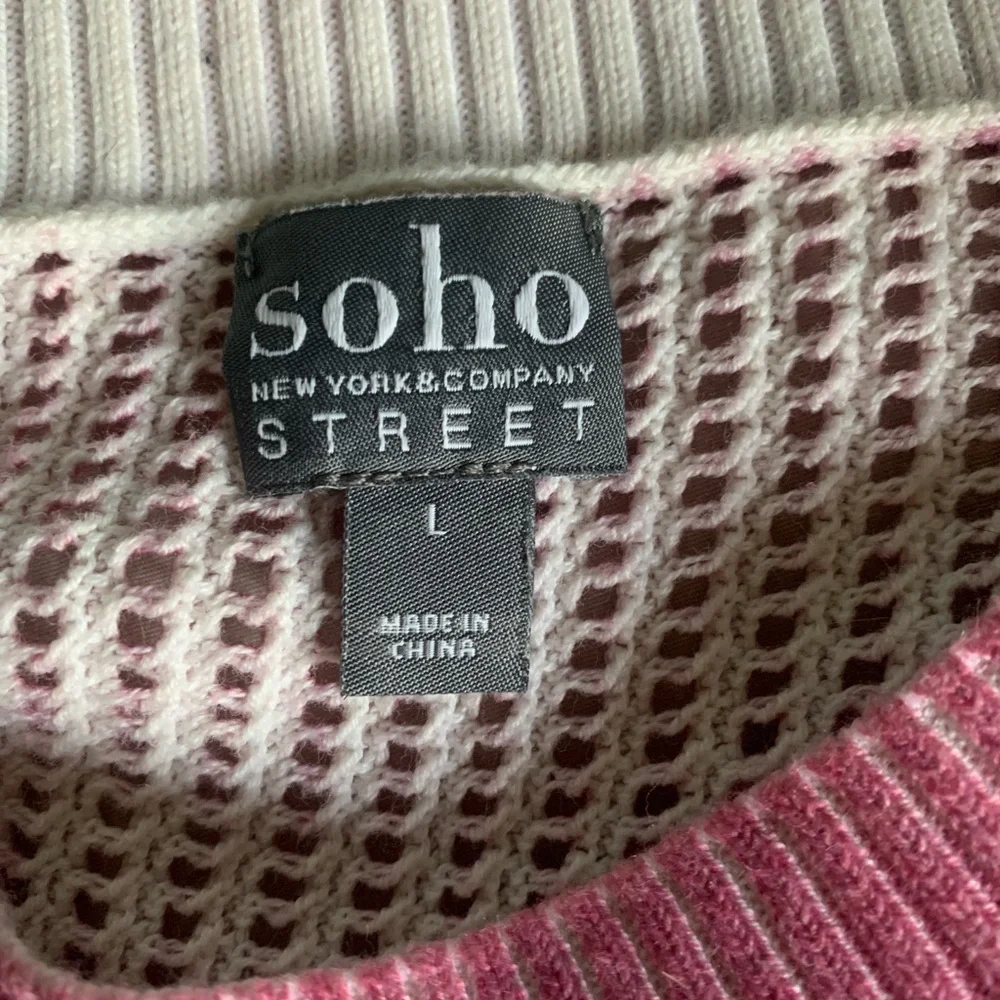 soho
NEW YORK&COMPANY
STREET
L
MADE IN
CHINA